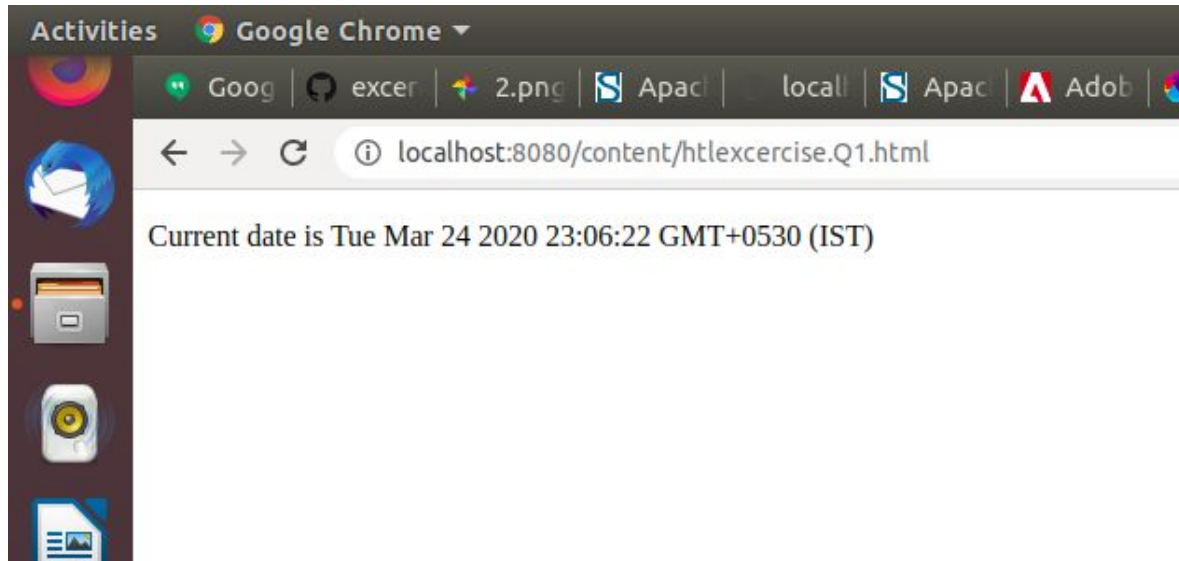 Activities Google Chrome
Goog excer 2.png Apac locall Apac Adob
localhost:8080/content/htlexcercise.Q1.html
Current date is Tue Mar 24 2020 23:06:22 GMT+0530 (IST)